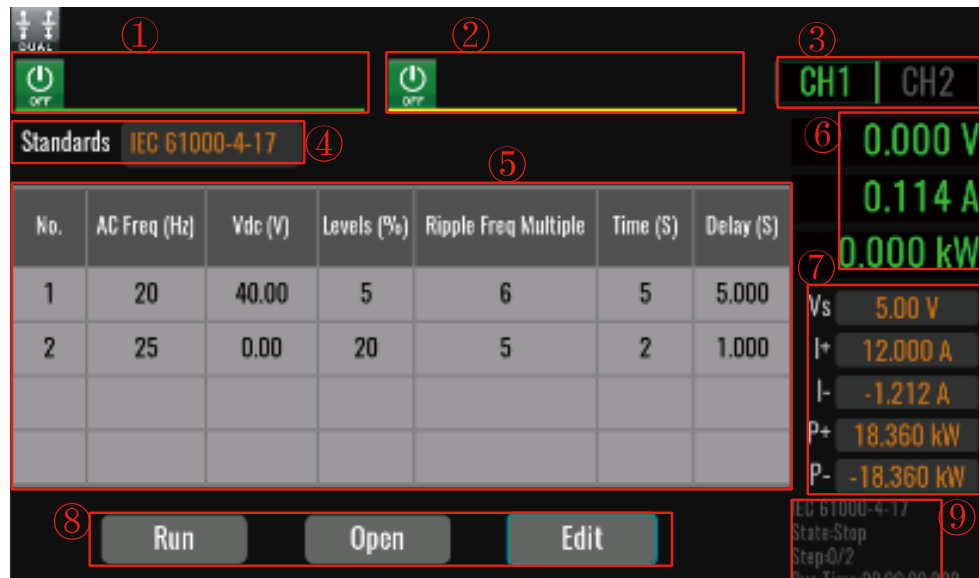 DUAL
① ② ③
OFF OFF CH1 | CH2
Standards IEC 61000-4-17 ④
⑤
⑥ 0.000 V
0.114 A
0.000 kW
No. AC Freq (Hz) Vdc (V) Levels (%) Ripple Freq Multiple Time (S) Delay (S)
1 20 40.00 5 6 5 5.000
2 25 0.00 20 5 2 1.000
⑦
Vs 5.00 V
I+ 12.000 A
I- -1.212 A
P+ 18.360 kW
P- -18.360 kW
⑧ Run Open Edit
⑨
IEC 61000-4-17
State:Stop
Step:0/2